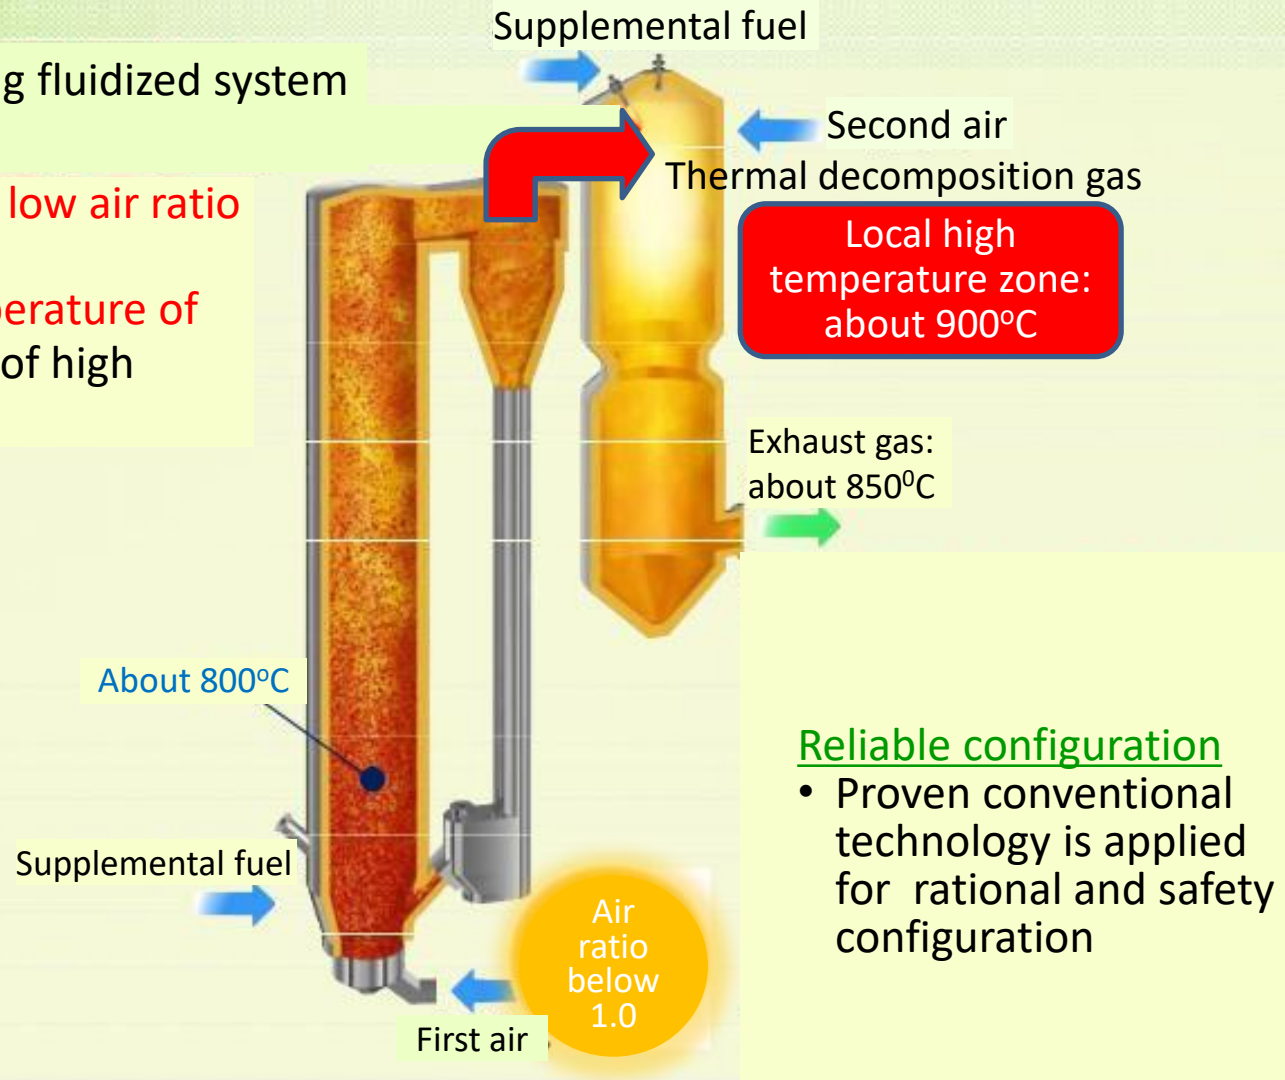 Supplemental fuel
g fluidized system
Second air
Thermal decomposition gas
low air ratio
Local high
temperature zone:
about 900°C
erature of
of high
Exhaust gas:
about 850⁰C
About 800°C
Reliable configuration
• Proven conventional
technology is applied
for rational and safety
configuration
Supplemental fuel
Air
ratio
below
1.0
First air